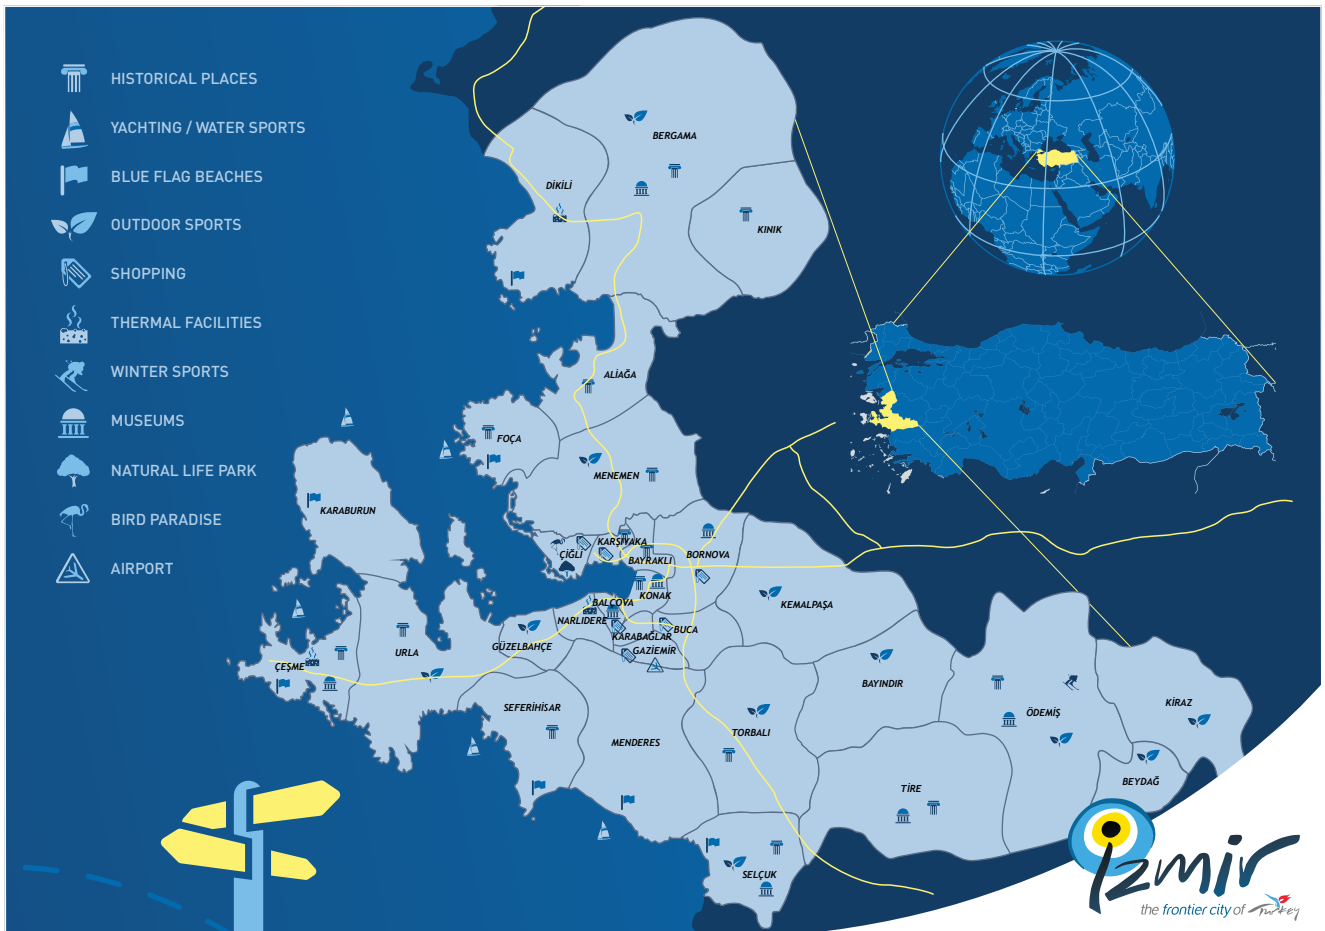 HISTORICAL PLACES
YACHTING / WATER SPORTS
BLUE FLAG BEACHES
OUTDOOR SPORTS
SHOPPING
THERMAL FACILITIES
WINTER SPORTS
MUSEUMS
NATURAL LIFE PARK
BIRD PARADISE
AIRPORT
BERGAMA
DİKİLİ
KINIK
ALİAĞA
FOÇA
MENEMEN
KARABURUN
KARŞIYAKA
ÇİĞLİ
BAYRAKLI
BORNOVA
KONAK
BALÇOVA
NARLIDERE
KARABAĞLAR
BUCA
GAZİEMİR
KEMALPAŞA
GÜZELBAHÇE
URLA
ÇEŞME
SEFERİHİSAR
MENDERES
TORBALI
BAYINDIR
ÖDEMİŞ
KİRAZ
BEYDAĞ
TİRE
SELÇUK
izmir
the frontier city of Turkey